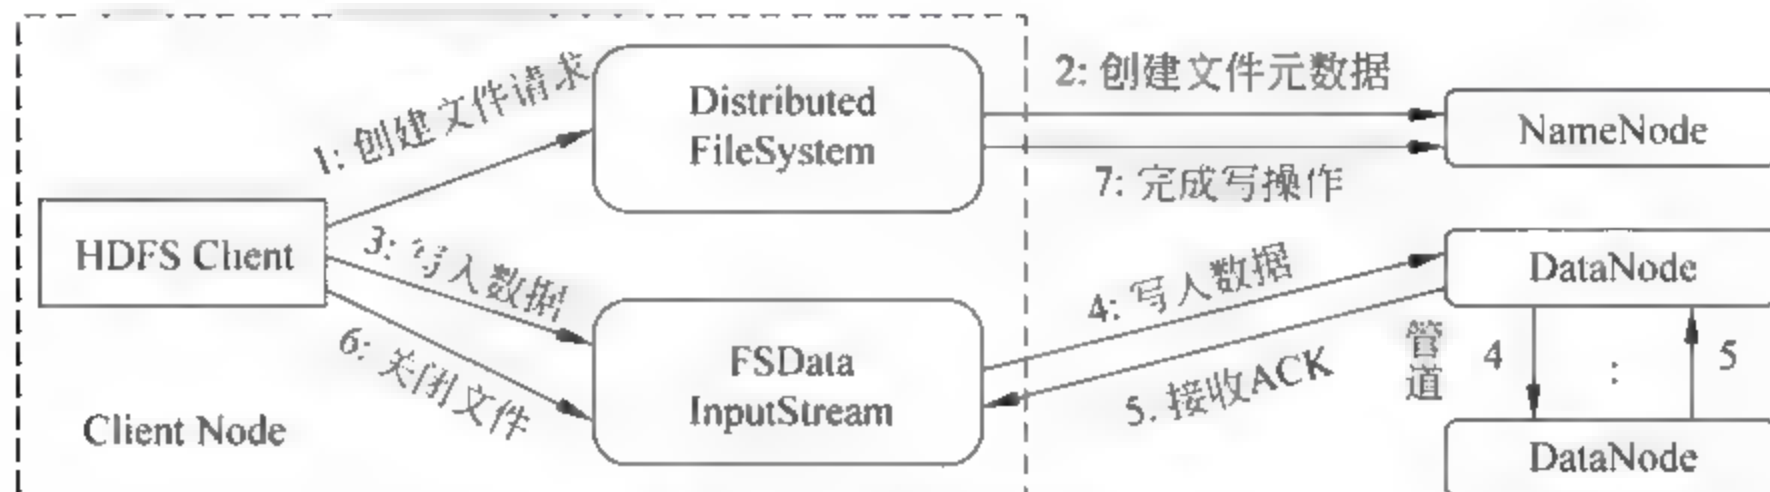 1: 创建文件请求
Distributed
FileSystem
2: 创建文件元数据
NameNode
7: 完成写操作
HDFS Client
3: 写入数据
DataNode
4: 写入数据
6: 关闭文件
FSData
InputStream
5. 接收ACK
管道
4
:
5
Client Node
DataNode